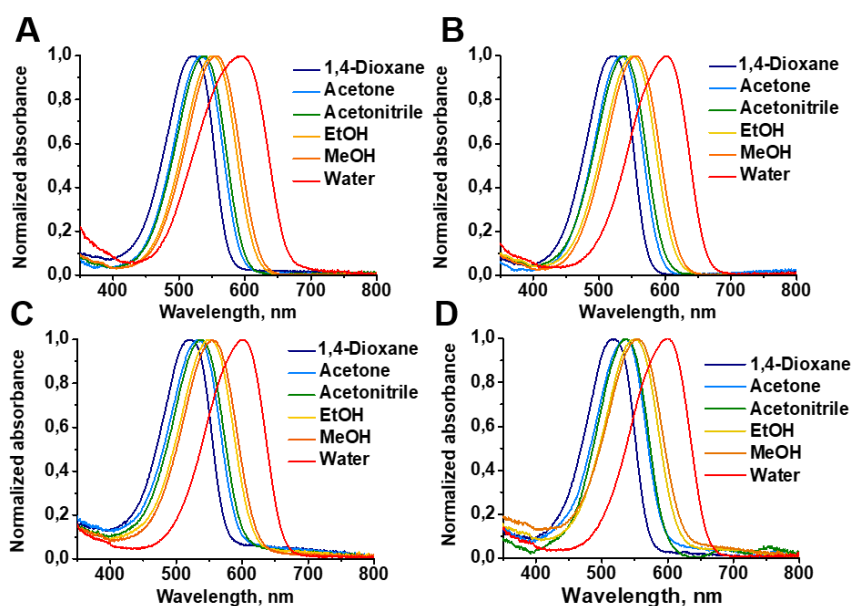 A
Normalized absorbance
1,0
0,8
0,6
0,4
0,2
0,0
400 500 600 700 800
Wavelength, nm
1,4-Dioxane
Acetone
Acetonitrile
EtOH
MeOH
Water
B
Normalized absorbance
1,0
0,8
0,6
0,4
0,2
0,0
400 500 600 700 800
Wavelength, nm
1,4-Dioxane
Acetone
Acetonitrile
EtOH
MeOH
Water
C
Normalized absorbance
1,0
0,8
0,6
0,4
0,2
0,0
400 500 600 700 800
Wavelength, nm
1,4-Dioxane
Acetone
Acetonitrile
EtOH
MeOH
Water
D
Normalized absorbance
1,0
0,8
0,6
0,4
0,2
0,0
400 500 600 700 800
Wavelength, nm
1,4-Dioxane
Acetone
Acetonitrile
EtOH
MeOH
Water